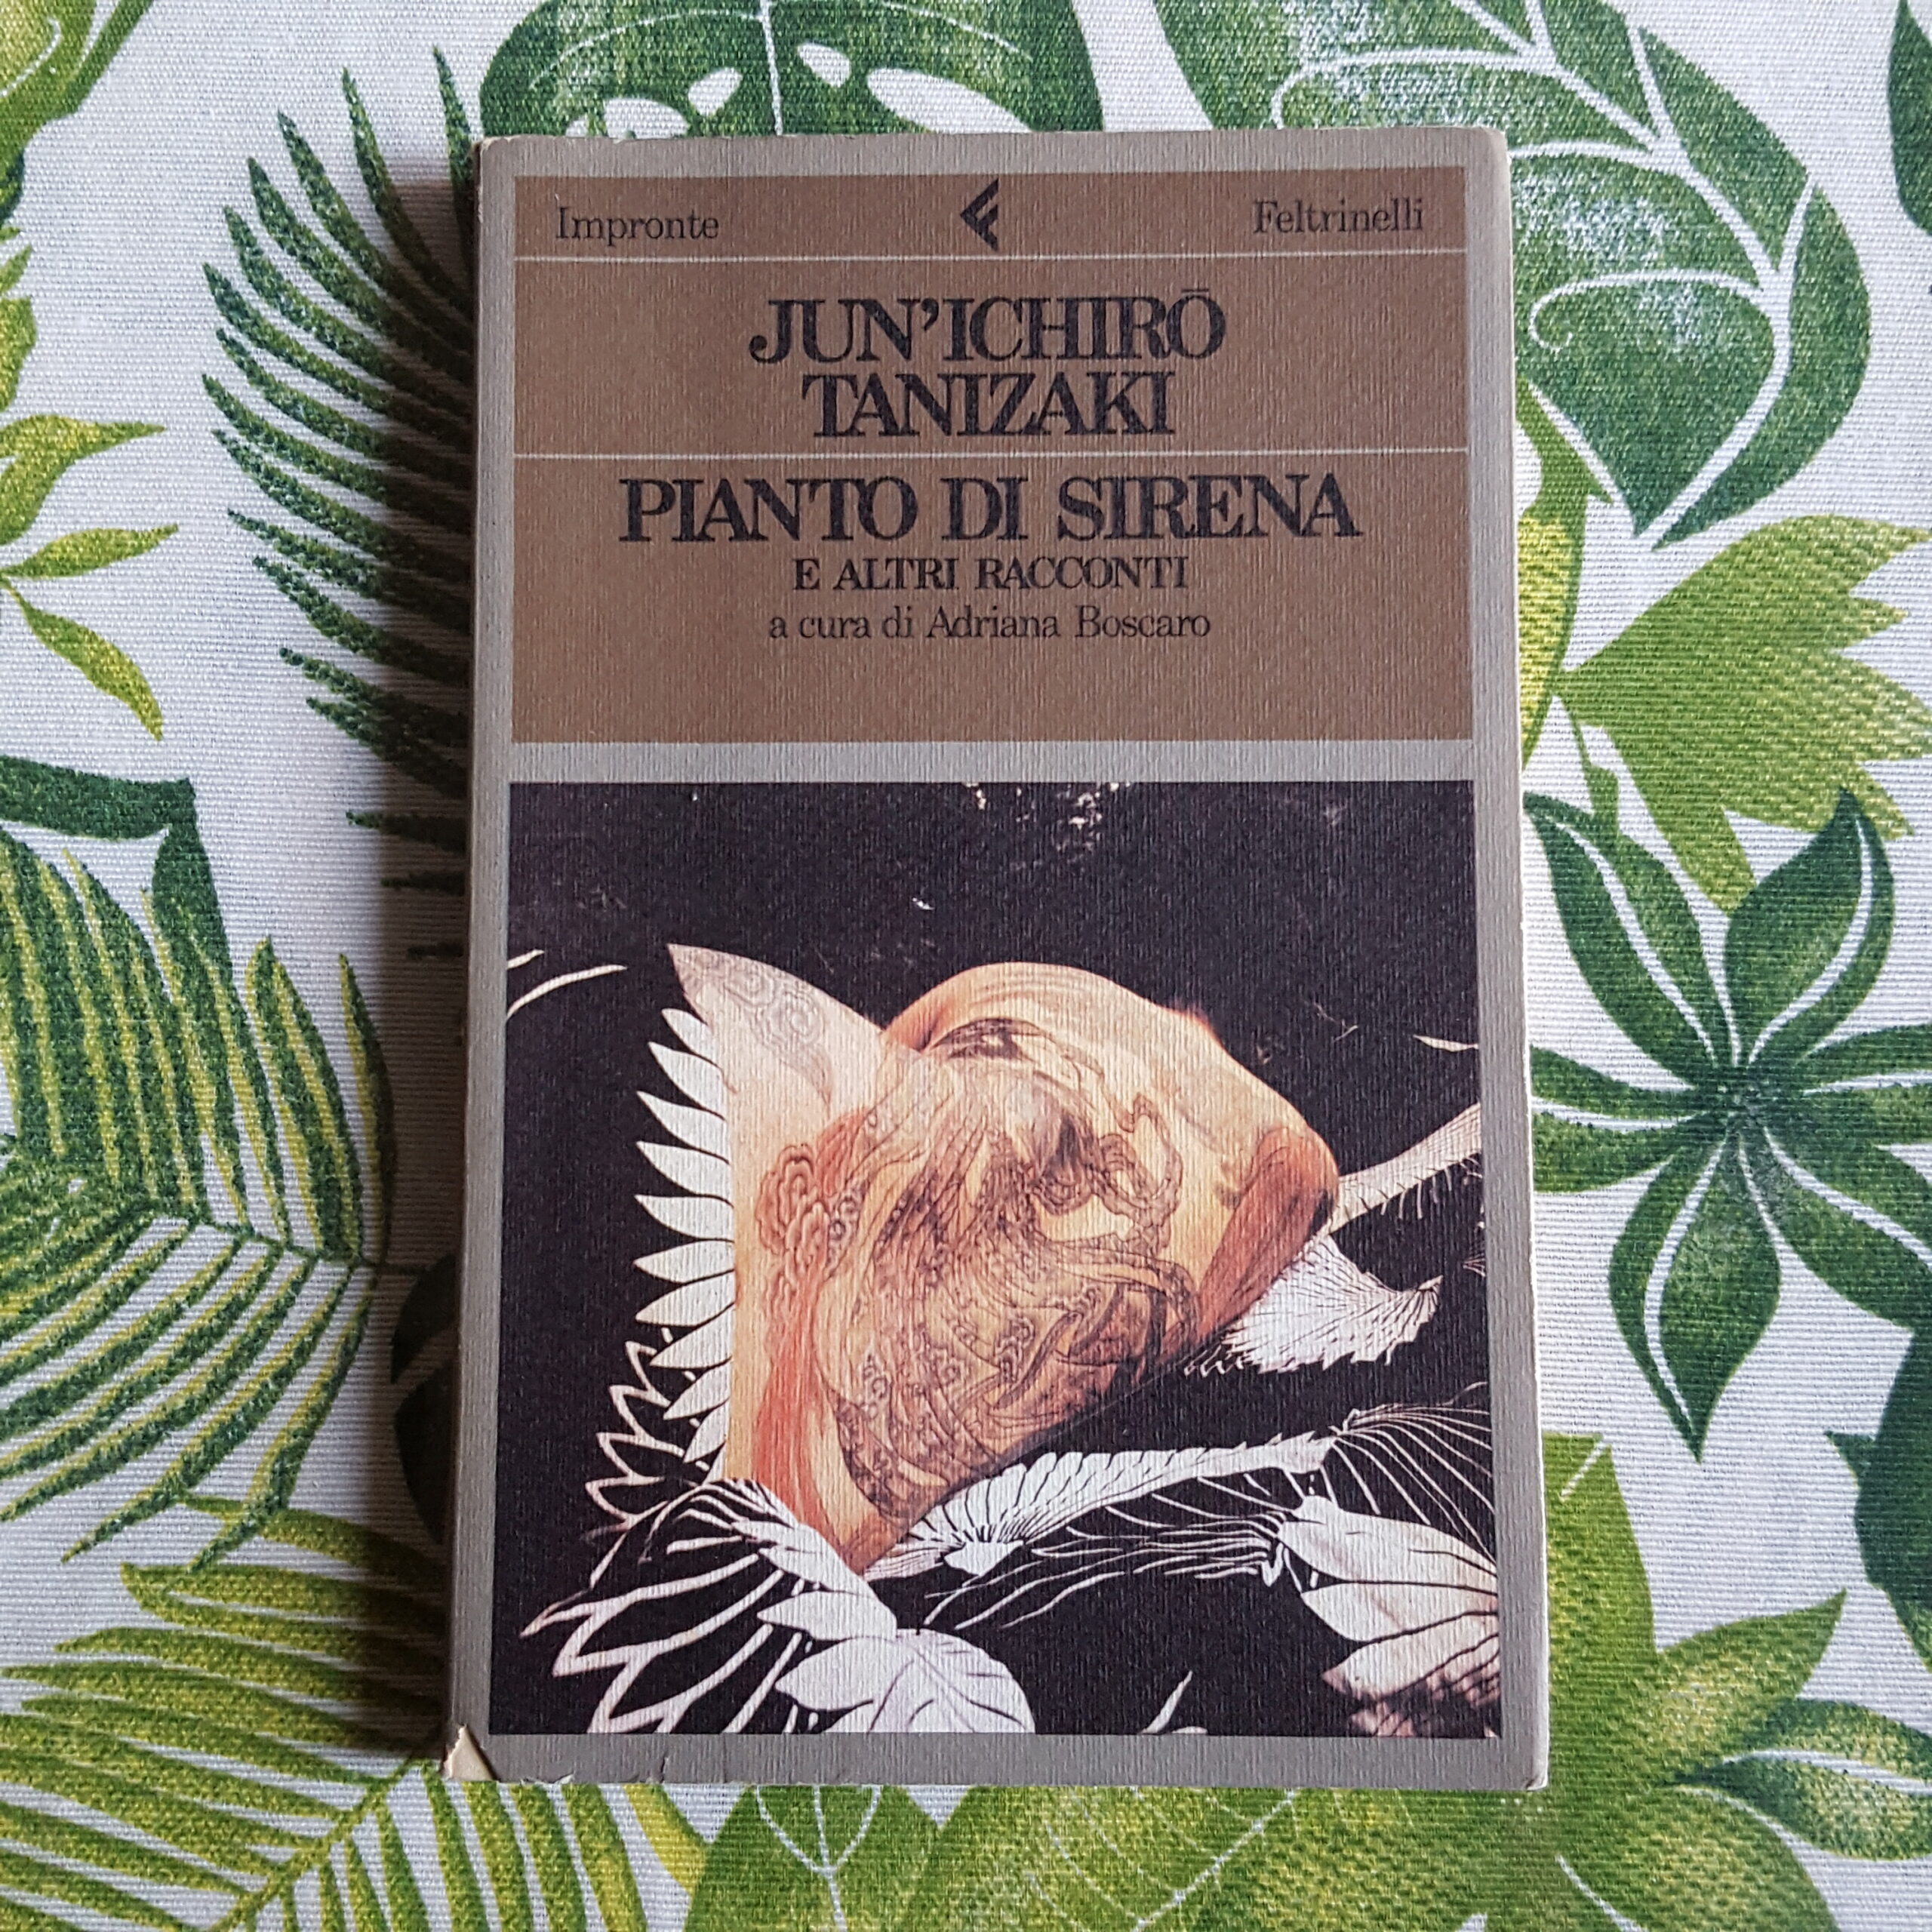 Impronte Feltrinelli
JUN'ICHIRŌ
TANIZAKI
PIANTO DI SIRENA
E ALTRI RACCONTI
a cura di Adriana Boscaro